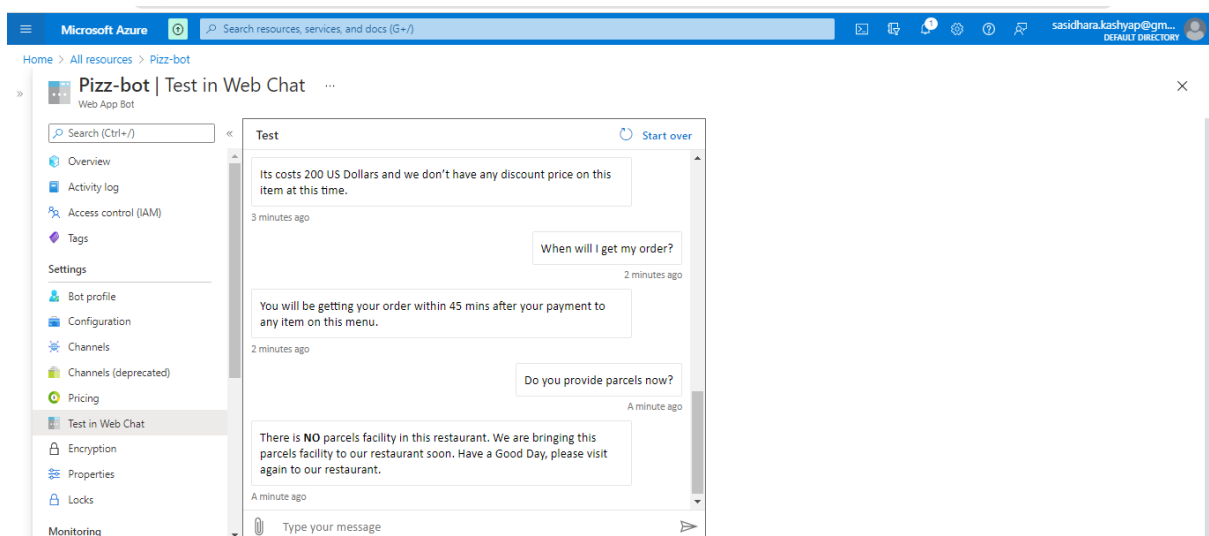 Microsoft Azure
Search resources, services, and docs (G+/)
1
sasidhara.kashyap@gm...
DEFAULT DIRECTORY
Home > All resources > Pizz-bot
Pizz-bot | Test in Web Chat ...
Web App Bot
Search (Ctrl+/)
Overview
Activity log
Access control (IAM)
Tags
Settings
Bot profile
Configuration
Channels
Channels (deprecated)
Pricing
Test in Web Chat
Encryption
Properties
Locks
Monitoring
Test
Start over
Its costs 200 US Dollars and we don't have any discount price on this
item at this time.
3 minutes ago
When will I get my order?
2 minutes ago
You will be getting your order within 45 mins after your payment to
any item on this menu.
2 minutes ago
Do you provide parcels now?
A minute ago
There is NO parcels facility in this restaurant. We are bringing this
parcels facility to our restaurant soon. Have a Good Day, please visit
again to our restaurant.
A minute ago
Type your message